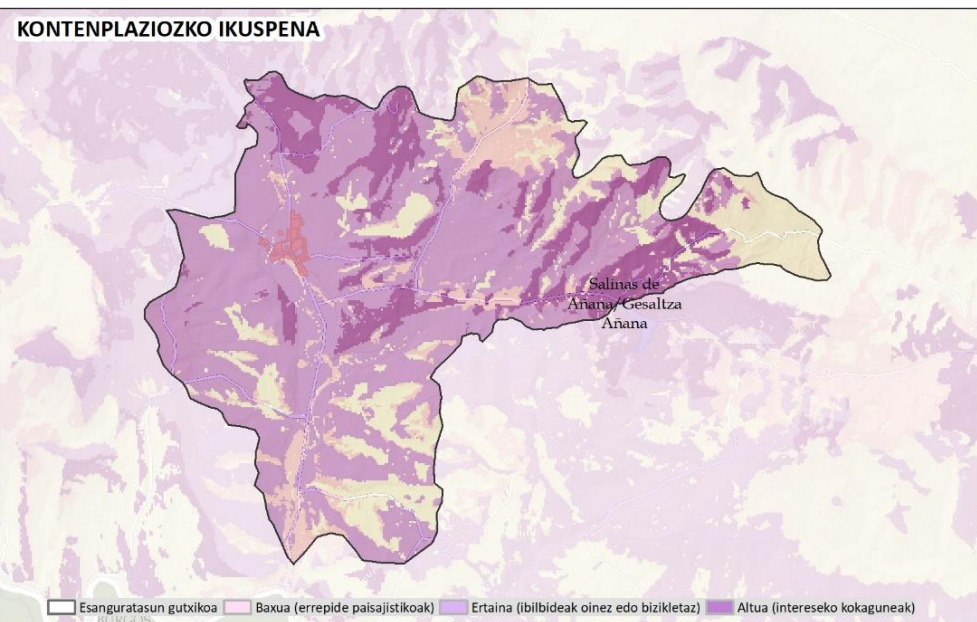 KONTENPLAZIOZKO IKUSPENA
Salinas de
Añana/Gesaltza
Añana
Esanguratasun gutxikoa
Baxua (errepide paisajistikoak)
Ertaina (ibilbideak oinez edo bizikletaz)
Altua (intereseko kokaguneak)
BURGOS